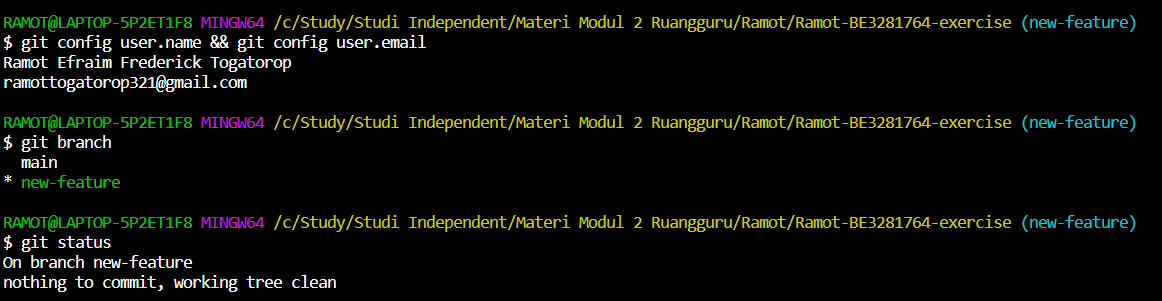 RAMOT@LAPTOP-5P2ET1F8 MINGW64 /c/Study/Studi Independent/Materi Modul 2 Ruangguru/Ramot/Ramot-BE3281764-exercise (new-feature)
$ git config user.name && git config user.email
Ramot Efraim Frederick Togatorop
ramottogatorop321@gmail.com
RAMOT@LAPTOP-5P2ET1F8 MINGW64 /c/Study/Studi Independent/Materi Modul 2 Ruangguru/Ramot/Ramot-BE3281764-exercise (new-feature)
$ git branch
  main
* new-feature
RAMOT@LAPTOP-5P2ET1F8 MINGW64 /c/Study/Studi Independent/Materi Modul 2 Ruangguru/Ramot/Ramot-BE3281764-exercise (new-feature)
$ git status
On branch new-feature
nothing to commit, working tree clean